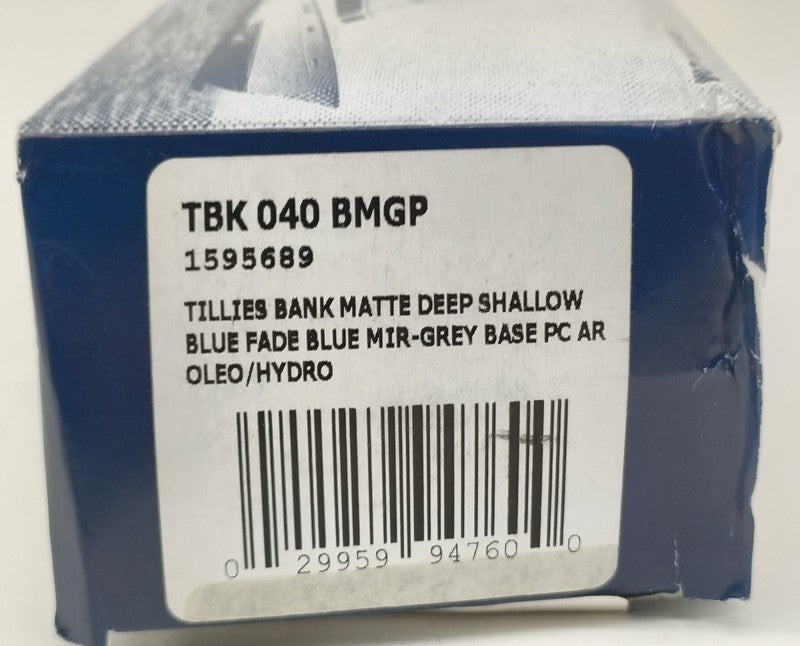 TBK 040 BMGP
1595689
TILLIES BANK MATTE DEEP SHALLOW
BLUE FADE BLUE MIR-GREY BASE PC AR
OLEO/HYDRO
0 29959 94760 0